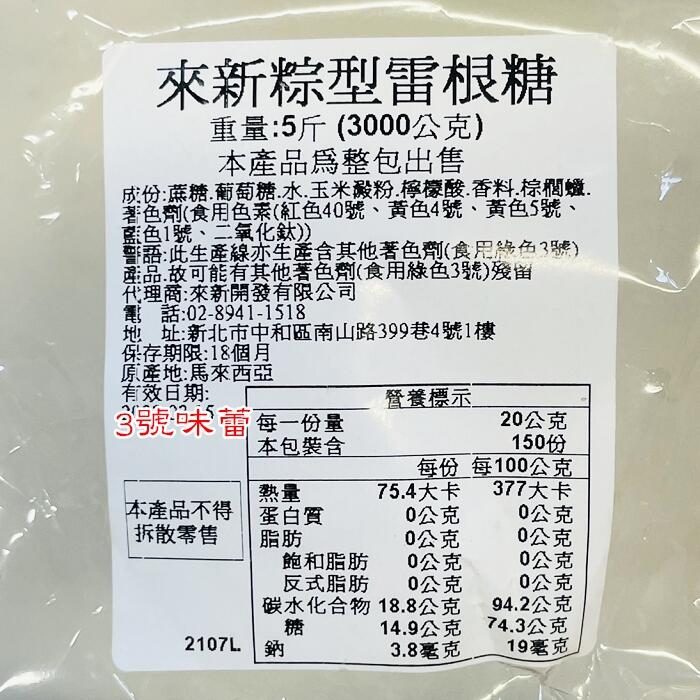 來新粽型雷根糖
重量:5斤 (3000公克)
本產品爲整包出售
成份:蔗糖.葡萄糖.水.玉米澱粉.檸檬酸.香料.棕櫚蠟.
著色劑(食用色素(紅色40號、黃色4號、黃色5號、
藍色1號、二氧化鈦))
警語:此生產線亦生產含其他著色劑(食用綠色3號)
產品.故可能有其他著色劑(食用綠色3號)殘留
代理商:來新開發有限公司
電 話:02-8941-1518
地 址:新北市中和區南山路399巷4號1樓
保存期限:18個月
原產地:馬來西亞
有效日期:
3號味蕾
本產品不得
拆散零售
2107L
營養標示
每一份量 20公克
本包裝含 150份
每份 每100公克
熱量 75.4大卡 377大卡
蛋白質 0公克 0公克
脂肪 0公克 0公克
飽和脂肪 0公克 0公克
反式脂肪 0公克 0公克
碳水化合物 18.8公克 94.2公克
糖 14.9公克 74.3公克
鈉 3.8毫克 19毫克